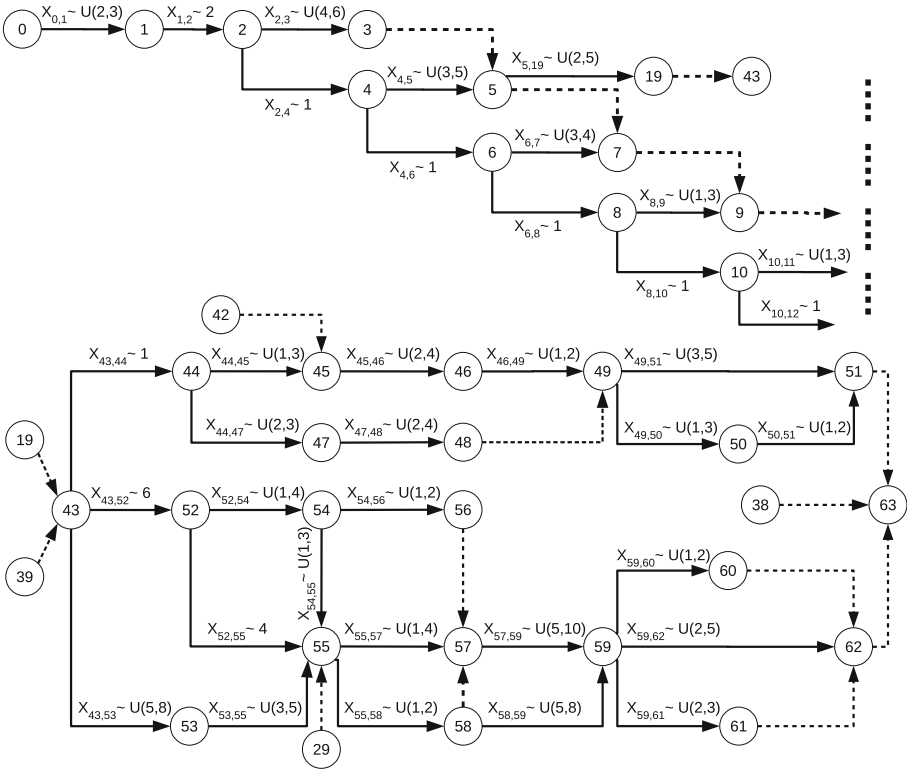 X0,1~ U(2,3) X1,2~ 2 X2,3~ U(4,6)
0 1 2 3
X5,19~ U(2,5)
X4,5~ U(3,5)
4 5 19 43
X2,4~ 1
X6,7~ U(3,4)
6 7
X4,6~ 1
X8,9~ U(1,3)
8 9
X6,8~ 1
X10,11~ U(1,3)
10
X8,10~ 1
X10,12~ 1
42
X43,44~ 1 X44,45~ U(1,3) X45,46~ U(2,4) X46,49~ U(1,2) X49,51~ U(3,5)
44 45 46 49 51
X44,47~ U(2,3) X47,48~ U(2,4) X49,50~ U(1,3) X50,51~ U(1,2)
19 47 48 50
X43,52~ 6 X52,54~ U(1,4) X54,56~ U(1,2)
43 52 54 56 38 63
X54,55~ U(1,3)
X59,60~ U(1,2)
39 60
X52,55~ 4 X55,57~ U(1,4) X57,59~ U(5,10) X59,62~ U(2,5)
55 57 59 62
X43,53~ U(5,8) X53,55~ U(3,5) X55,58~ U(1,2) X58,59~ U(5,8) X59,61~ U(2,3)
53 58 61
29